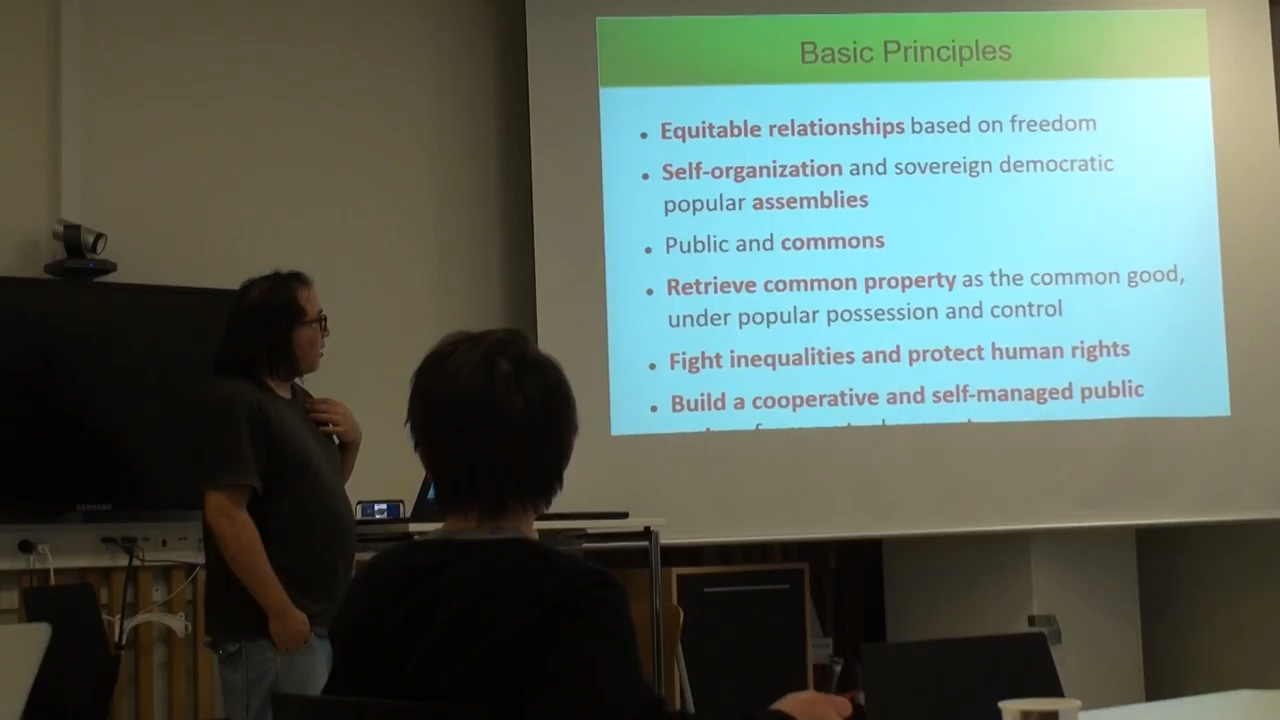 Basic Principles
• Equitable relationships based on freedom
• Self-organization and sovereign democratic
popular assemblies
• Public and commons
• Retrieve common property as the common good,
under popular possession and control
• Fight inequalities and protect human rights
• Build a cooperative and self-managed public
SAMSUNG